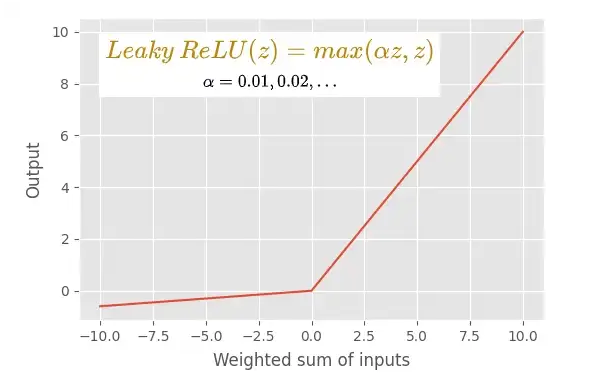 Leaky ReLU(z) = max(αz, z)
α = 0.01, 0.02, . . .
10
8
6
4
2
0
Output
−10.0 −7.5 −5.0 −2.5 0.0 2.5 5.0 7.5 10.0
Weighted sum of inputs